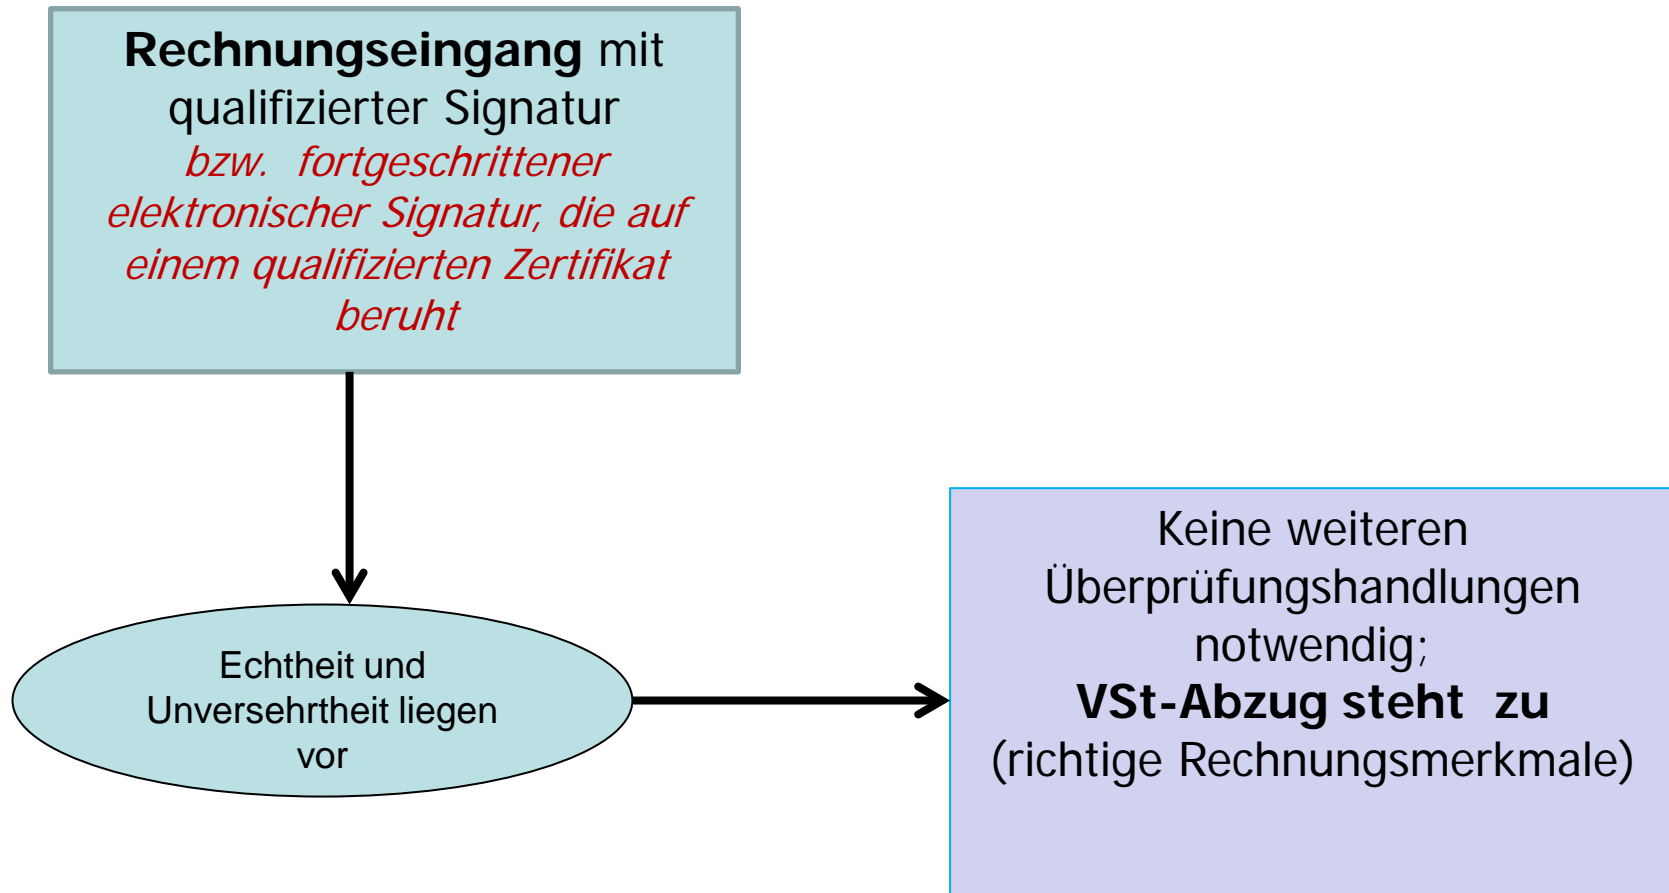 Rechnungseingang mit
qualifizierter Signatur
bzw. fortgeschrittener
elektronischer Signatur, die auf
einem qualifizierten Zertifikat
beruht
Echtheit und
Unversehrtheit liegen
vor
Keine weiteren
Überprüfungshandlungen
notwendig;
VSt-Abzug steht zu
(richtige Rechnungsmerkmale)